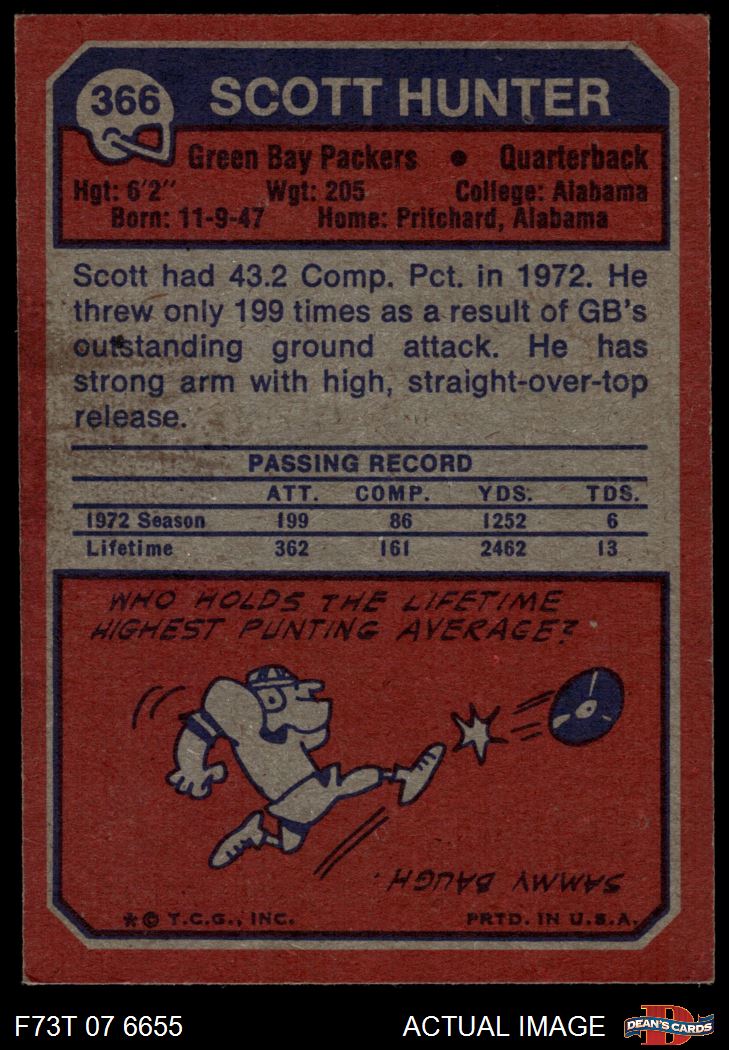 366 SCOTT HUNTER
Green Bay Packers • Quarterback
Hgt: 6'2" Wgt: 205 College: Alabama
Born: 11-9-47 Home: Pritchard, Alabama
Scott had 43.2 Comp. Pct. in 1972. He
threw only 199 times as a result of GB's
outstanding ground attack. He has
strong arm with high, straight-over-top
release.
PASSING RECORD
ATT. COMP. YDS. TDS.
1972 Season 199 86 1252 6
Lifetime 362 161 2462 13
WHO HOLDS THE LIFETIME
HIGHEST PUNTING AVERAGE?
SAMMY BAUGH.
* © T.C.G., INC. PRTD. IN U.S.A.
F73T 07 6655 ACTUAL IMAGE D DEAN'S CARDS